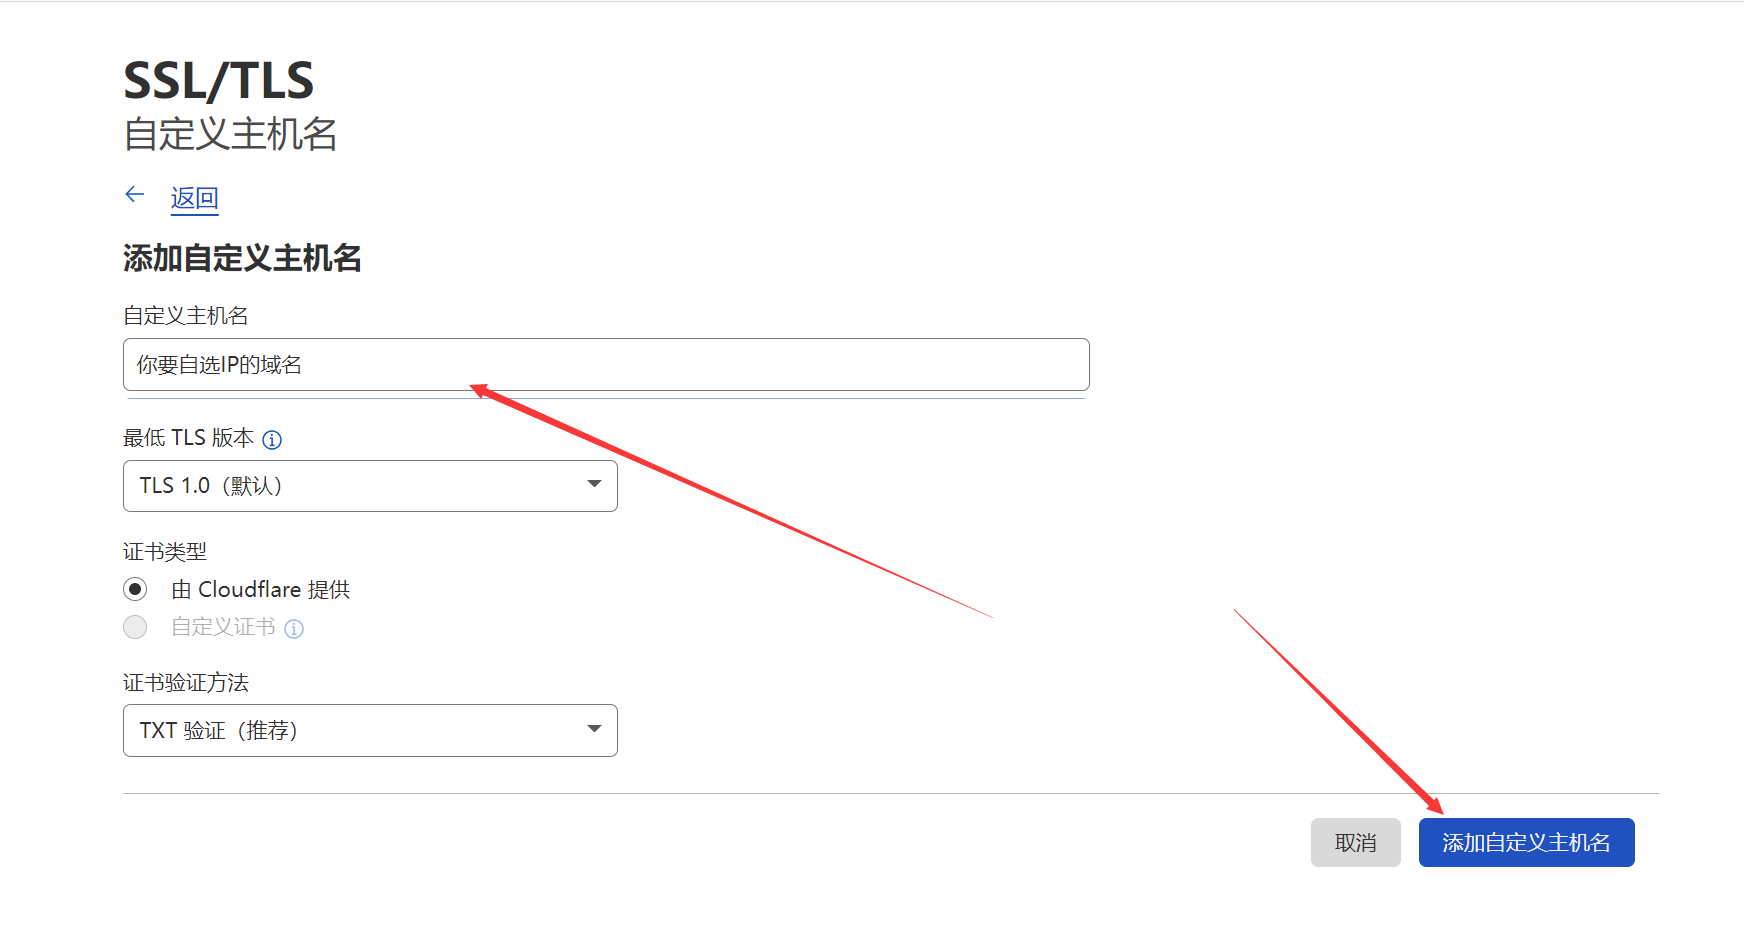 SSL/TLS
自定义主机名
返回
添加自定义主机名
自定义主机名
你要自选IP的域名
最低 TLS 版本
TLS 1.0（默认）
证书类型
由 Cloudflare 提供
自定义证书
证书验证方法
TXT 验证（推荐）
取消 添加自定义主机名